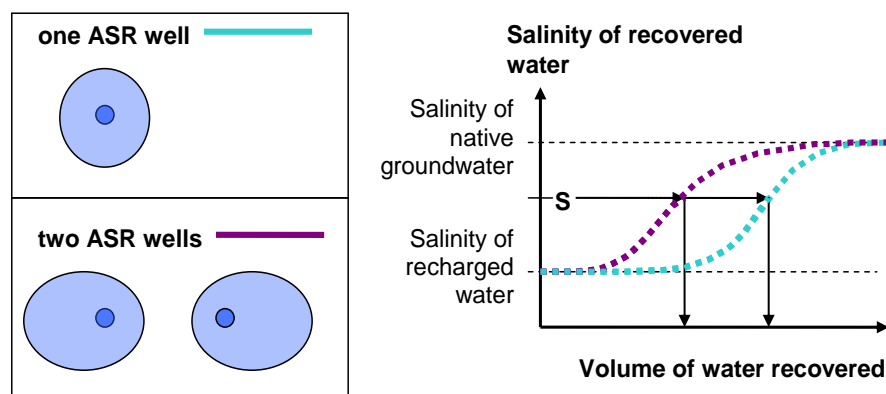 one ASR well
two ASR wells
Salinity of recovered
water
Salinity of
native
groundwater
S
Salinity of
recharged
water
Volume of water recovered